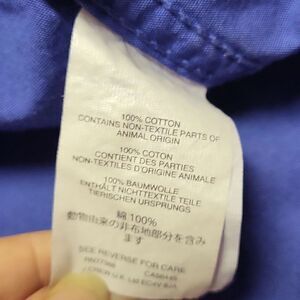 100% COTTON
CONTAINS NON-TEXTILE PARTS OF
ANIMAL ORIGIN
100% COTON
CONTIENT DES PARTIES
NON-TEXTILES D'ORIGINE ANIMALE
100% BAUMWOLLE
ENTHÄLT NICHTTEXTILE TEILE
TIERISCHEN URSPRUNGS
綿 100%
動物由来の非布地部分を含み
ます
SEE REVERSE FOR CARE
U.K. Ltd